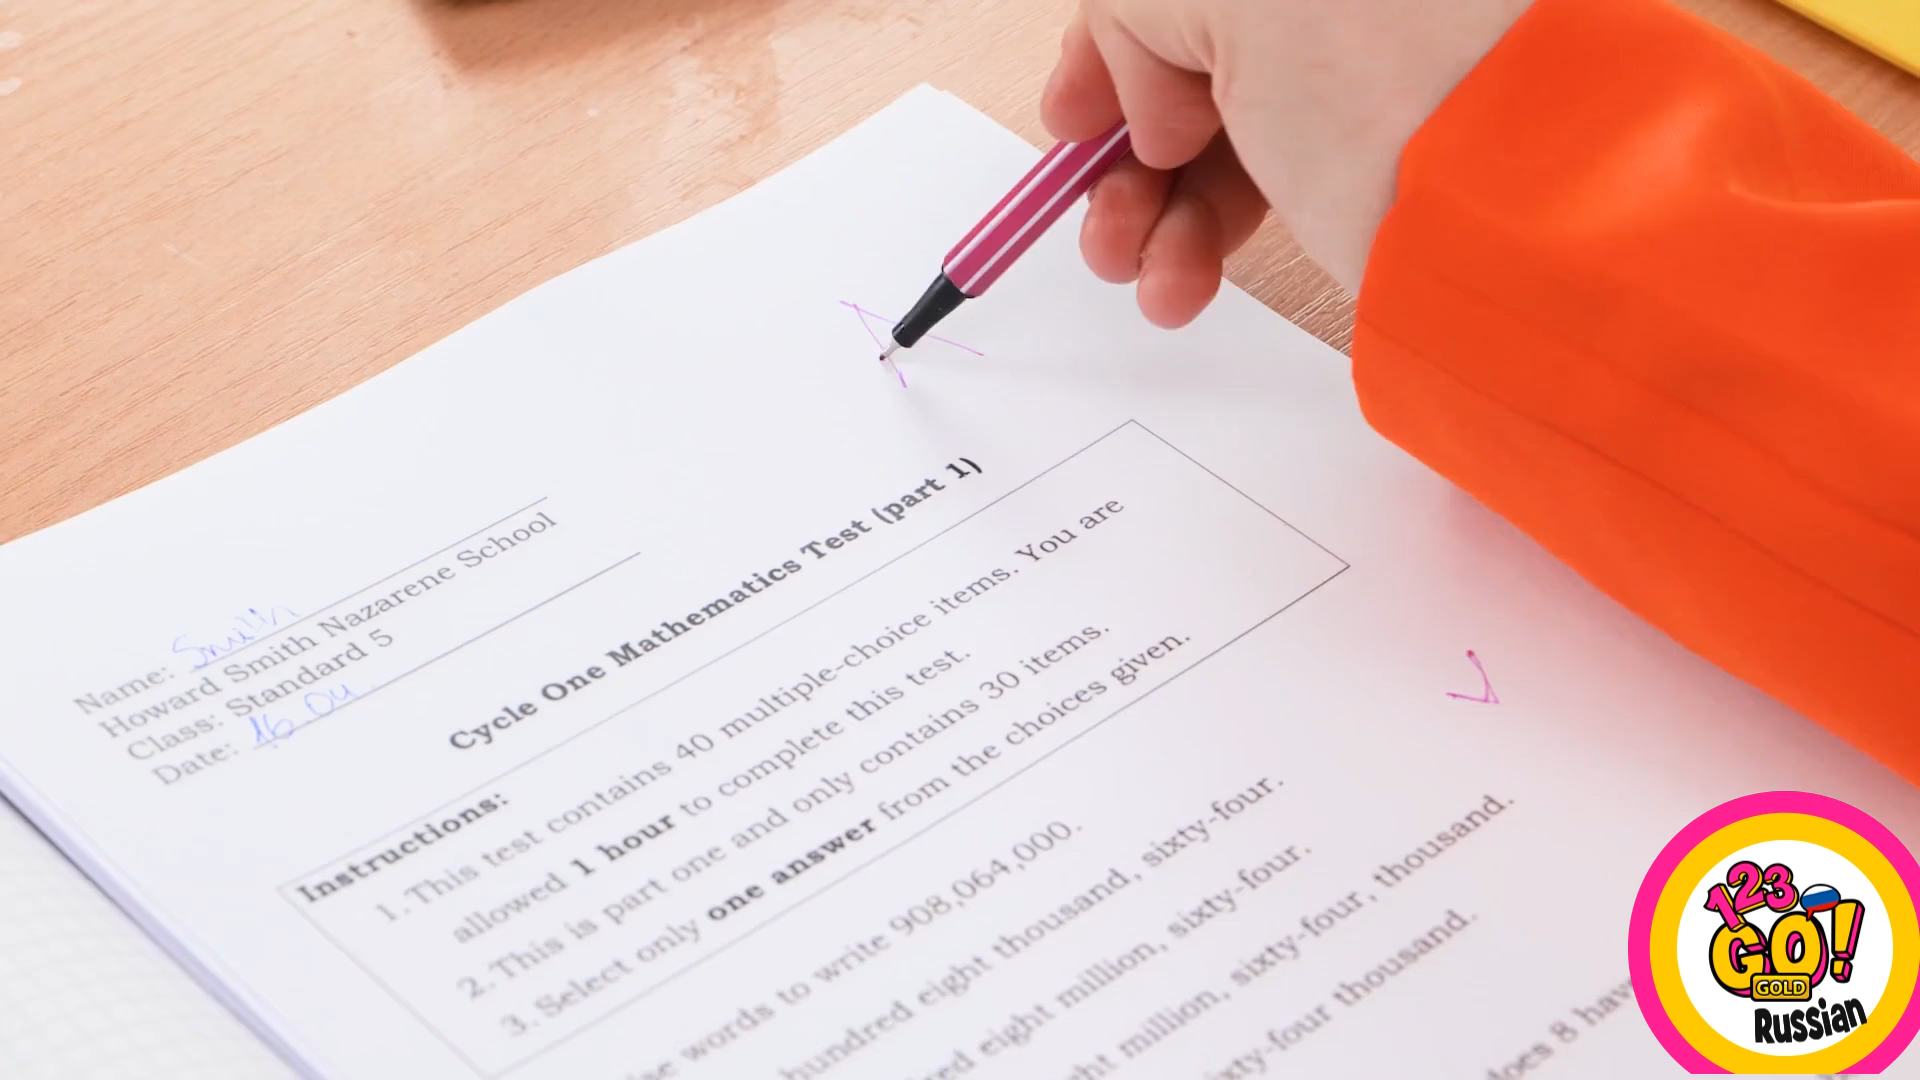 Name: Smith
Howard Smith Nazarene School
Class: Standard 5
Date: 16 04
Cycle One Mathematics Test (part 1)
Instructions:
1. This test contains 40 multiple-choice items. You are
allowed 1 hour to complete this test.
2. This is part one and only contains 30 items.
3. Select only one answer from the choices given.
words to write 908,064,000.
hundred eight thousand, sixty-four.
eight million, sixty-four.
million, sixty-four, thousand.
sixty-four thousand.
does 8 have
123
GO!
GOLD
Russian